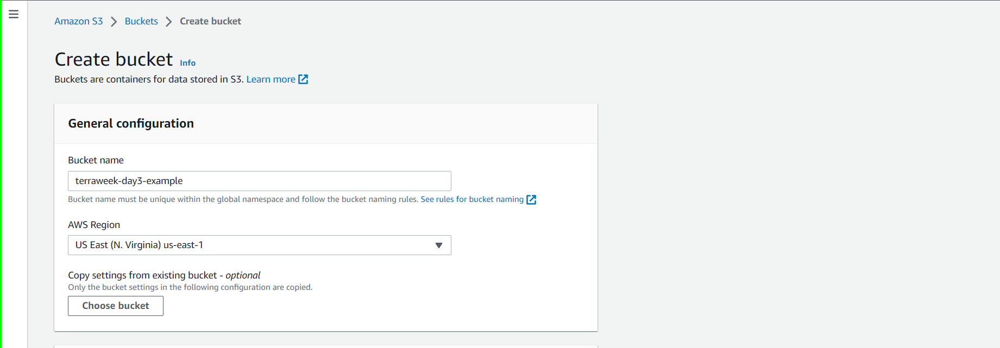 Amazon S3 > Buckets > Create bucket
Create bucket Info
Buckets are containers for data stored in S3. Learn more
General configuration
Bucket name
terraweek-day3-example
Bucket name must be unique within the global namespace and follow the bucket naming rules. See rules for bucket naming
AWS Region
US East (N. Virginia) us-east-1
Copy settings from existing bucket - optional
Only the bucket settings in the following configuration are copied.
Choose bucket